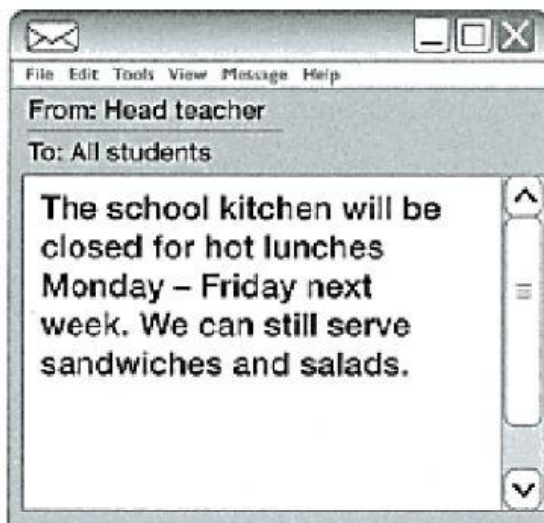 File Edit Tools View Message Help
From: Head teacher
To: All students
The school kitchen will be
closed for hot lunches
Monday – Friday next
week. We can still serve
sandwiches and salads.